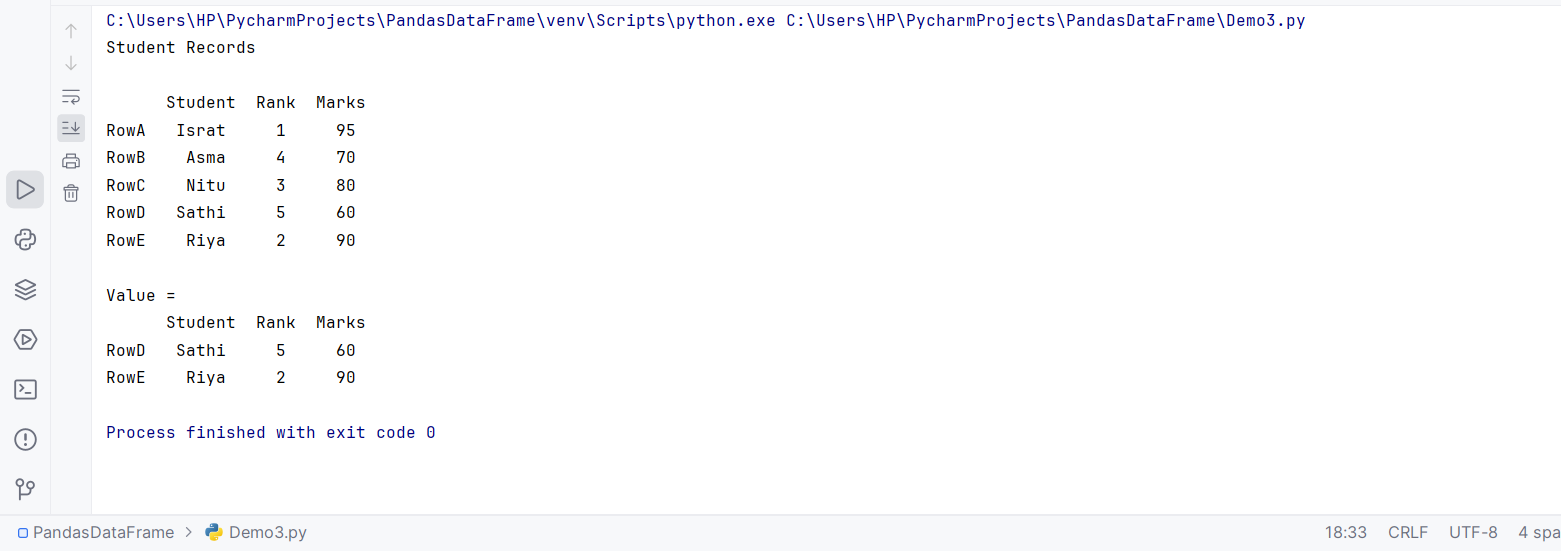 C:\Users\HP\PycharmProjects\PandasDataFrame\venv\Scripts\python.exe C:\Users\HP\PycharmProjects\PandasDataFrame\Demo3.py
Student Records
      Student  Rank  Marks
RowA   Israt     1     95
RowB    Asma     4     70
RowC    Nitu     3     80
RowD   Sathi     5     60
RowE    Riya     2     90
Value =
      Student  Rank  Marks
RowD   Sathi     5     60
RowE    Riya     2     90
Process finished with exit code 0
PandasDataFrame > Demo3.py 18:33 CRLF UTF-8 4 spa